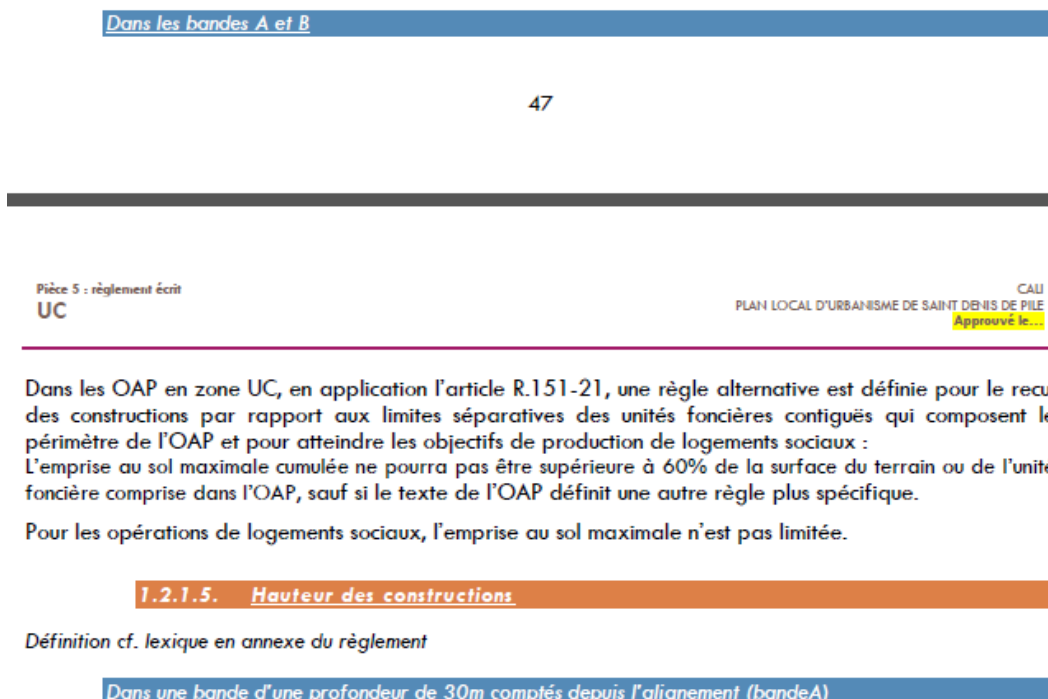 Dans les bandes A et B
47
Pièce 5 : règlement écrit
UC
CALI
PLAN LOCAL D'URBANISME DE SAINT DENIS DE PILE
Approuvé le...
Dans les OAP en zone UC, en application l'article R.151-21, une règle alternative est définie pour le recu
des constructions par rapport aux limites séparatives des unités foncières contiguës qui composent le
périmètre de l'OAP et pour atteindre les objectifs de production de logements sociaux :
L'emprise au sol maximale cumulée ne pourra pas être supérieure à 60% de la surface du terrain ou de l'unité
foncière comprise dans l'OAP, sauf si le texte de l'OAP définit une autre règle plus spécifique.
Pour les opérations de logements sociaux, l'emprise au sol maximale n'est pas limitée.
1.2.1.5. Hauteur des constructions
Définition cf. lexique en annexe du règlement
Dans une bande d'une profondeur de 30m comptés depuis l'alignement (bandeA)